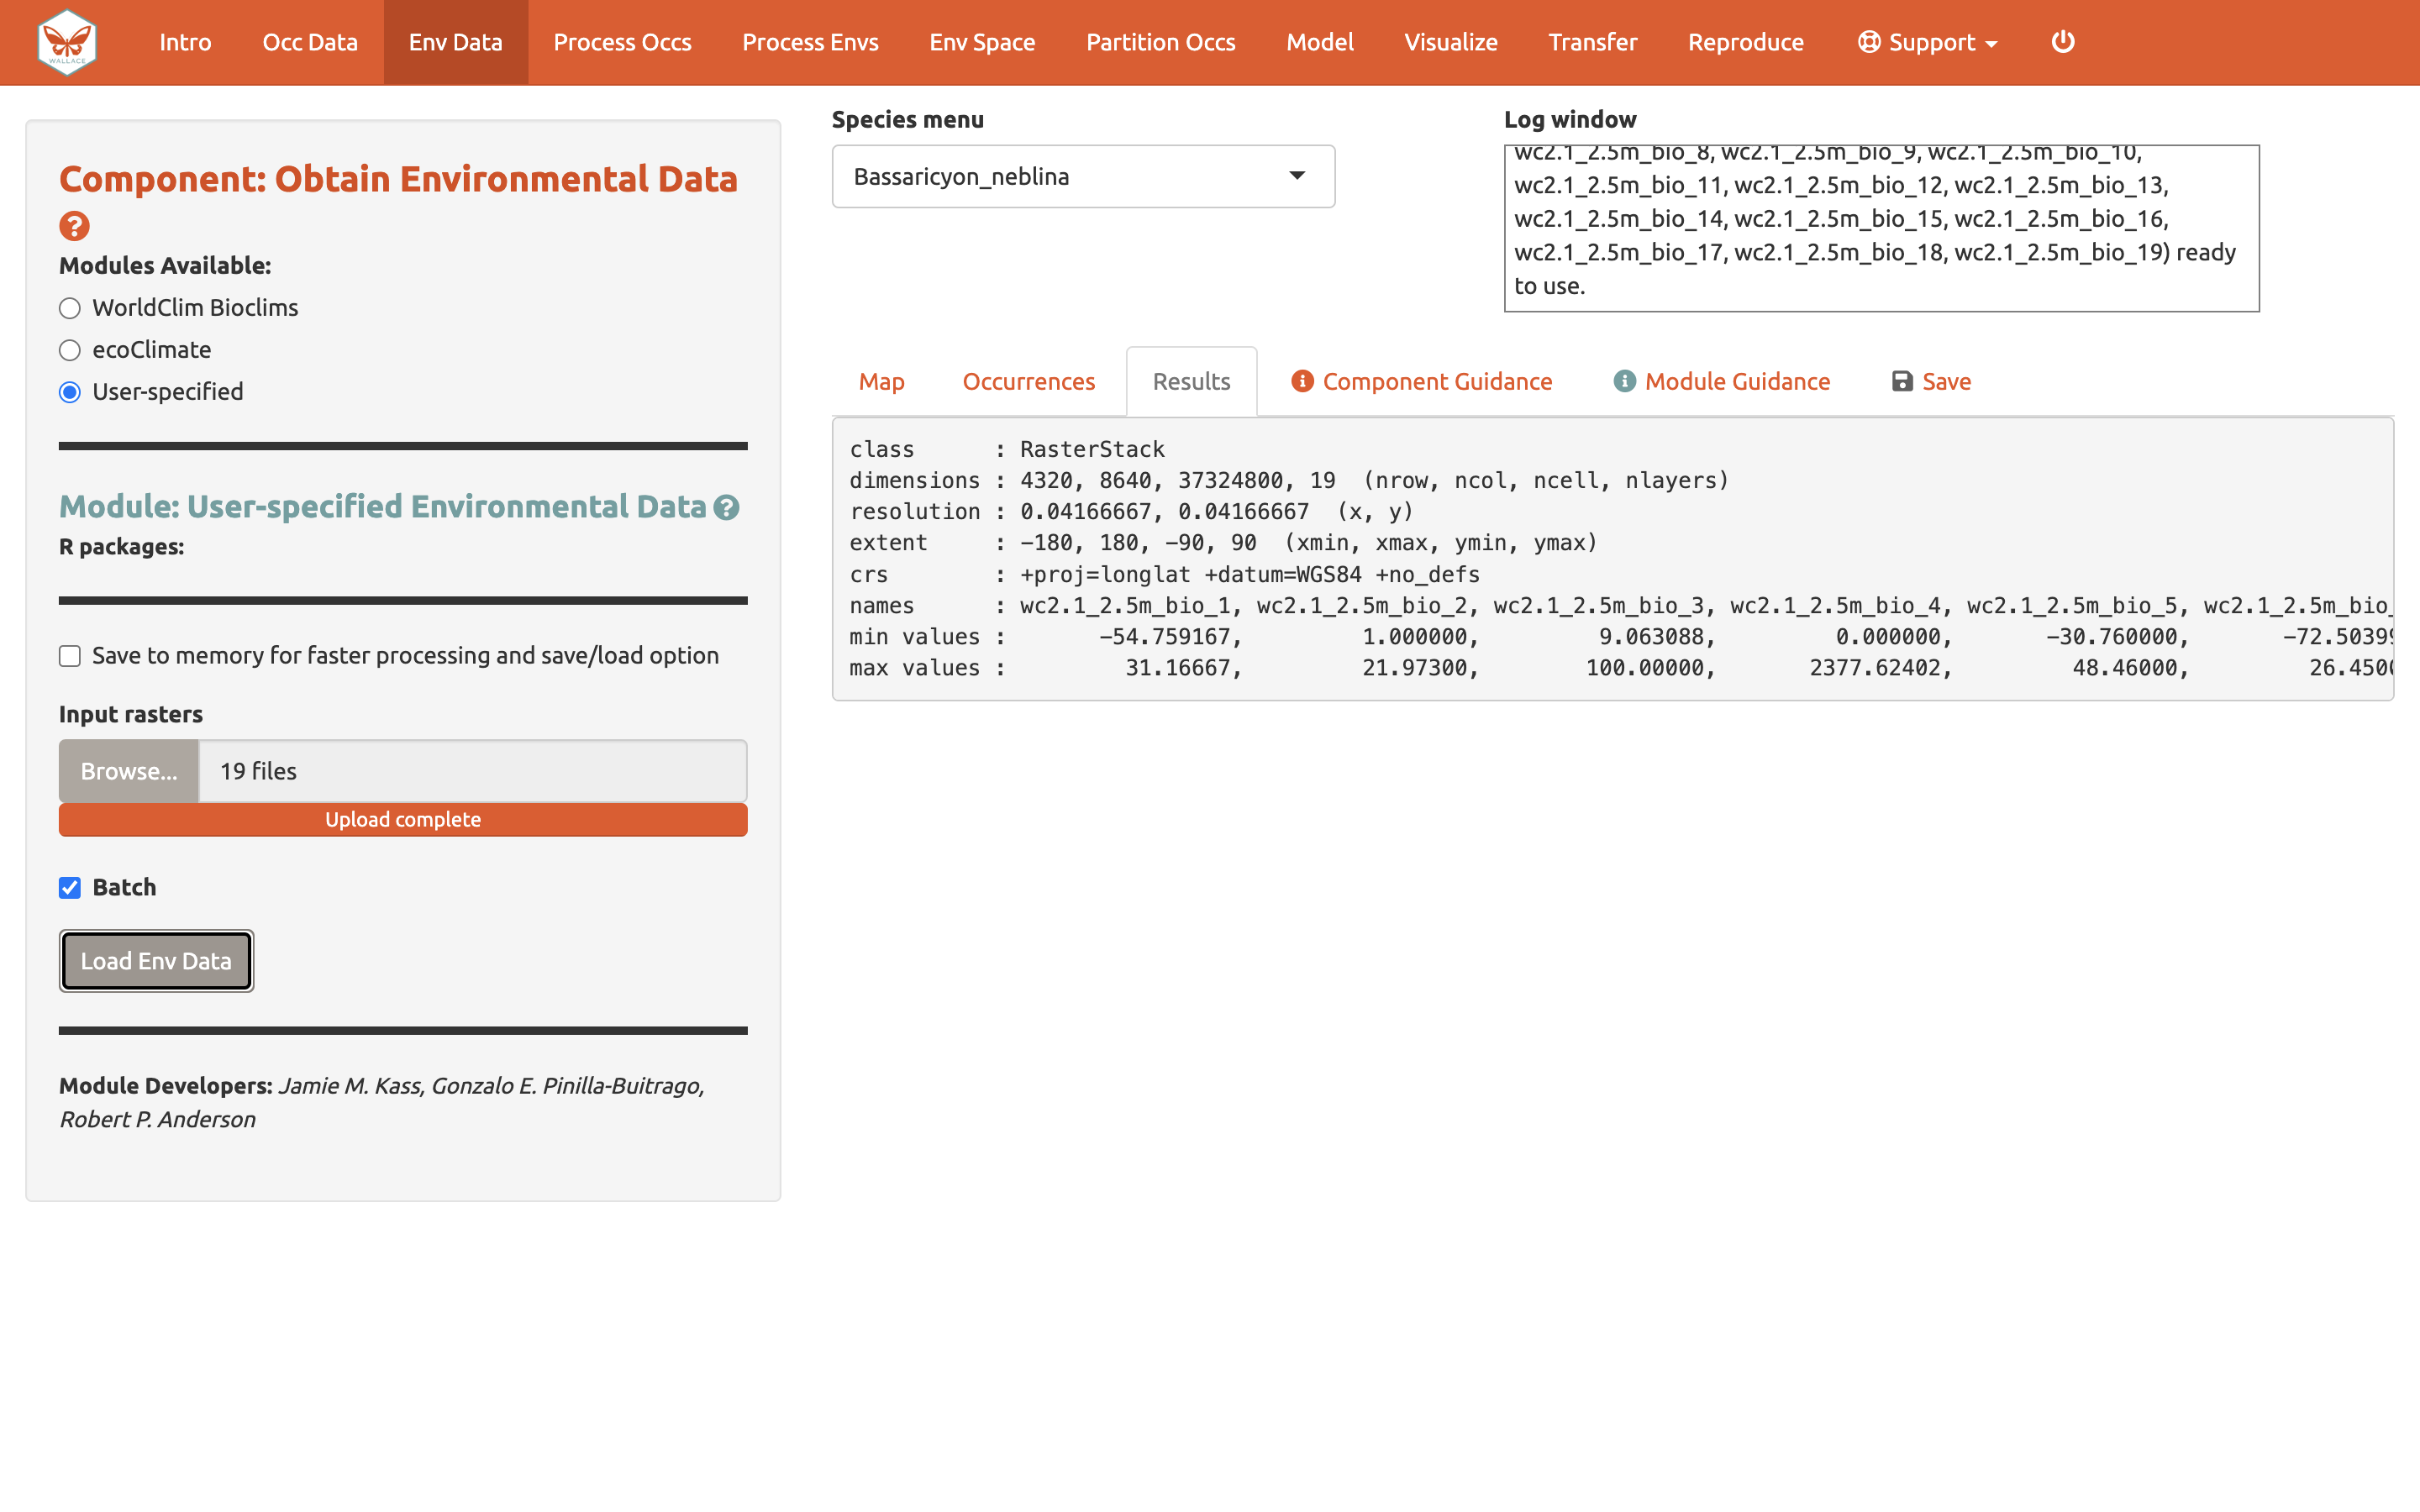 WALLACE
Intro Occ Data Env Data Process Occs Process Envs Env Space Partition Occs Model Visualize Transfer Reproduce Support
Component: Obtain Environmental Data
Modules Available:
WorldClim Bioclims
ecoClimate
User-specified
Module: User-specified Environmental Data
R packages:
Save to memory for faster processing and save/load option
Input rasters
Browse... 19 files
Upload complete
Batch
Load Env Data
Module Developers: Jamie M. Kass, Gonzalo E. Pinilla-Buitrago,
Robert P. Anderson
Species menu
Bassaricyon_neblina
Log window
wc2.1_2.5m_bio_8, wc2.1_2.5m_bio_9, wc2.1_2.5m_bio_10,
wc2.1_2.5m_bio_11, wc2.1_2.5m_bio_12, wc2.1_2.5m_bio_13,
wc2.1_2.5m_bio_14, wc2.1_2.5m_bio_15, wc2.1_2.5m_bio_16,
wc2.1_2.5m_bio_17, wc2.1_2.5m_bio_18, wc2.1_2.5m_bio_19) ready
to use.
Map Occurrences Results Component Guidance Module Guidance Save
class : RasterStack
dimensions : 4320, 8640, 37324800, 19 (nrow, ncol, ncell, nlayers)
resolution : 0.04166667, 0.04166667 (x, y)
extent : -180, 180, -90, 90 (xmin, xmax, ymin, ymax)
crs : +proj=longlat +datum=WGS84 +no_defs
names : wc2.1_2.5m_bio_1, wc2.1_2.5m_bio_2, wc2.1_2.5m_bio_3, wc2.1_2.5m_bio_4, wc2.1_2.5m_bio_5, wc2.1_2.5m_bio_
min values : -54.759167, 1.000000, 9.063088, 0.000000, -30.760000, -72.50399
max values : 31.16667, 21.97300, 100.00000, 2377.62402, 48.46000, 26.4500